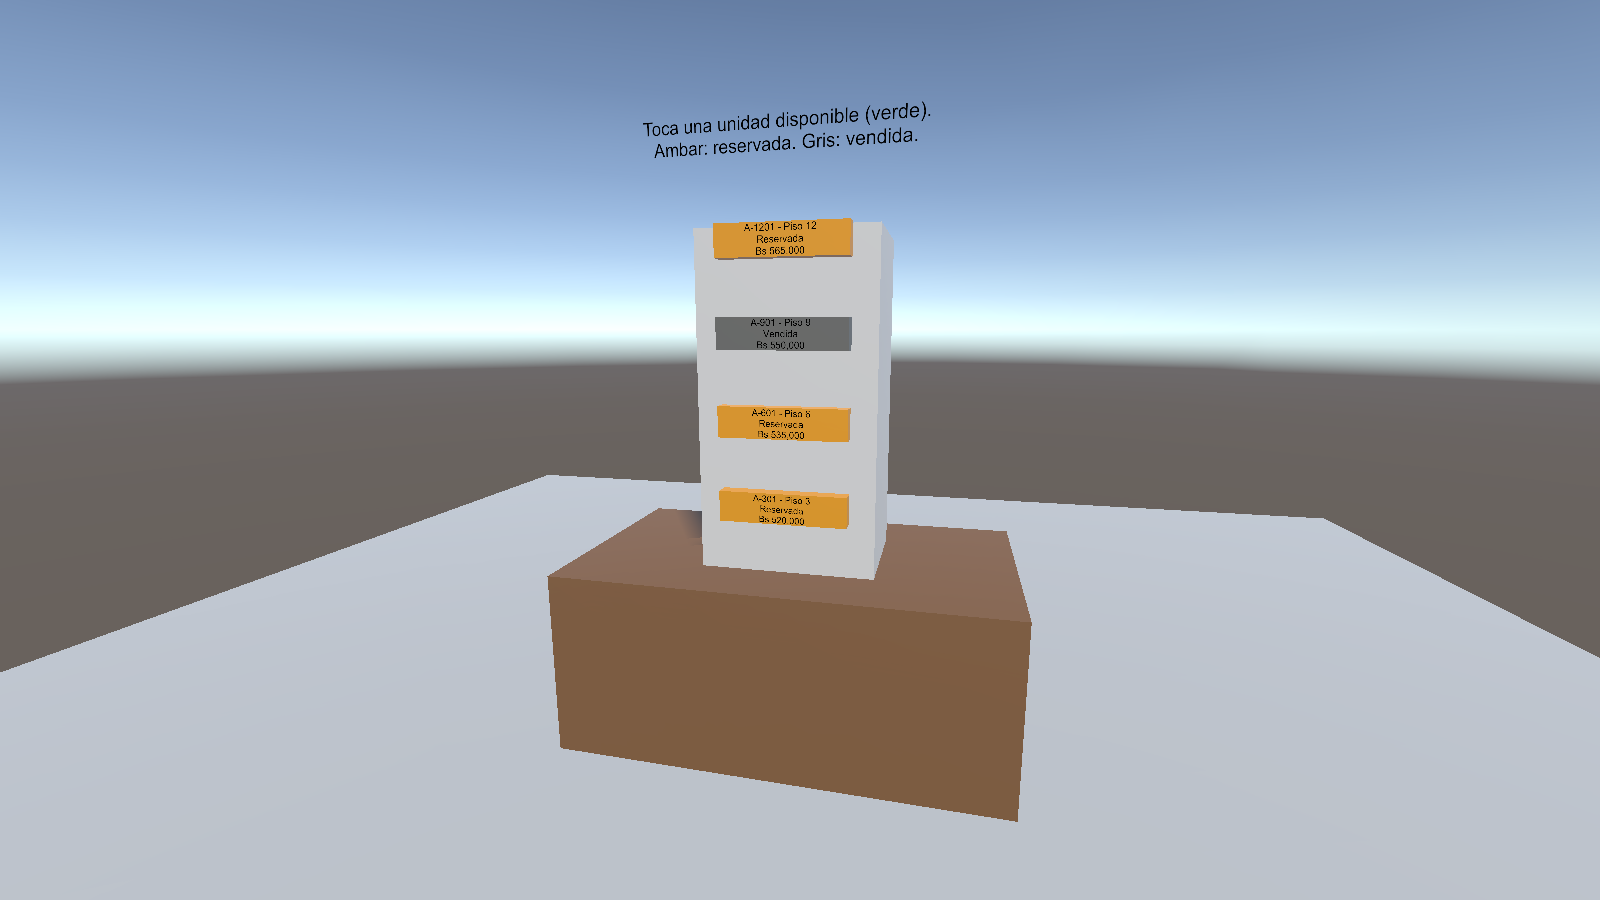 Toca una unidad disponible (verde).
Ambar: reservada. Gris: vendida.
A-1201 - Piso 12
Reservada
Bs 565,000
A-901 - Piso 9
Vendida
Bs 550,000
A-601 - Piso 6
Reservada
Bs 535,000
A-301 - Piso 3
Reservada
Bs 520,000